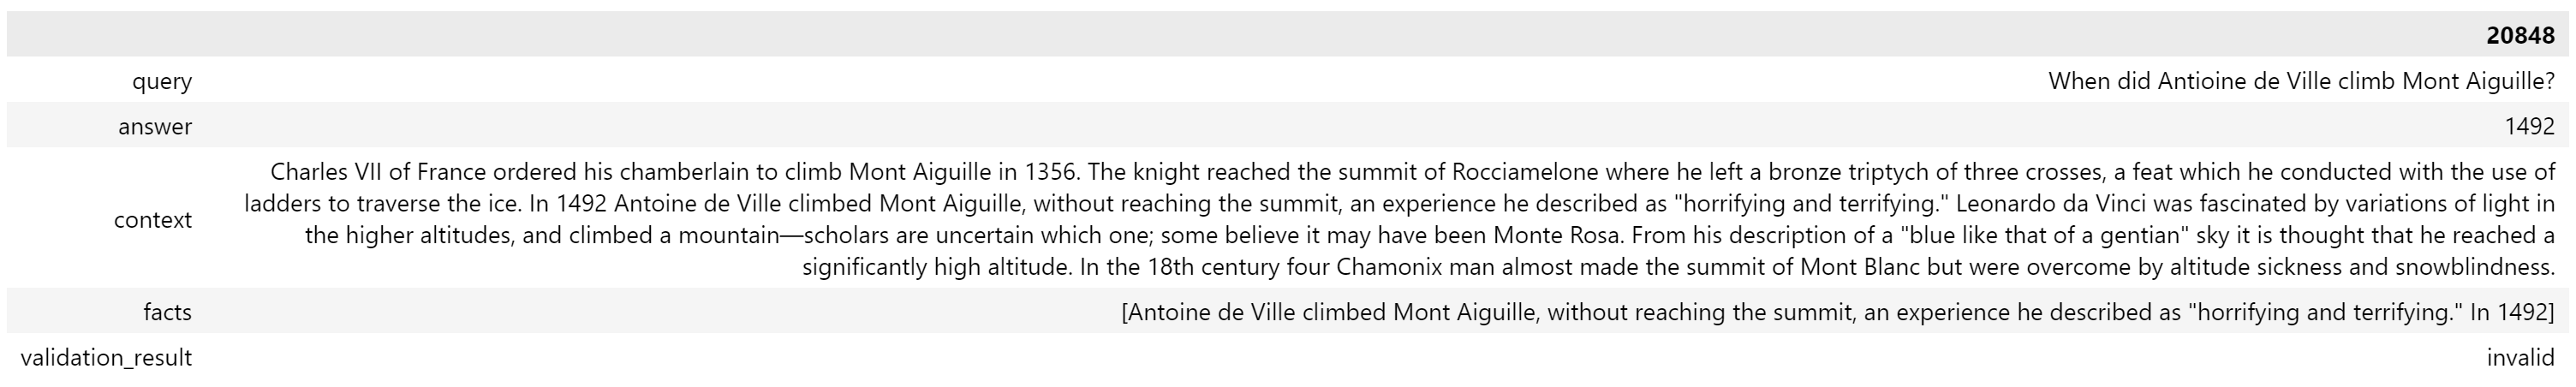 20848
query When did Antioine de Ville climb Mont Aiguille?
answer 1492
Charles VII of France ordered his chamberlain to climb Mont Aiguille in 1356. The knight reached the summit of Rocciamelone where he left a bronze triptych of three crosses, a feat which he conducted with the use of
ladders to traverse the ice. In 1492 Antoine de Ville climbed Mont Aiguille, without reaching the summit, an experience he described as "horrifying and terrifying." Leonardo da Vinci was fascinated by variations of light in
context
the higher altitudes, and climbed a mountain—scholars are uncertain which one; some believe it may have been Monte Rosa. From his description of a "blue like that of a gentian" sky it is thought that he reached a
significantly high altitude. In the 18th century four Chamonix man almost made the summit of Mont Blanc but were overcome by altitude sickness and snowblindness.
facts [Antoine de Ville climbed Mont Aiguille, without reaching the summit, an experience he described as "horrifying and terrifying." In 1492]
validation_result invalid